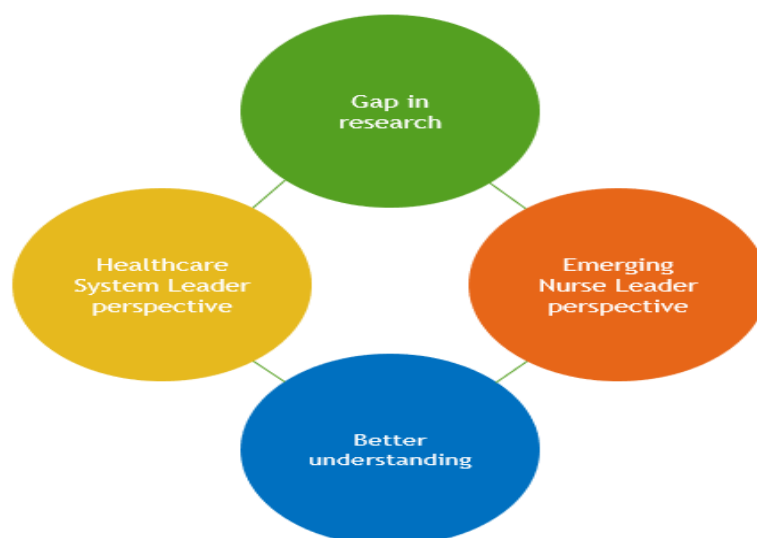 Gap in
research
Healthcare
System Leader
perspective
Emerging
Nurse Leader
perspective
Better
understanding